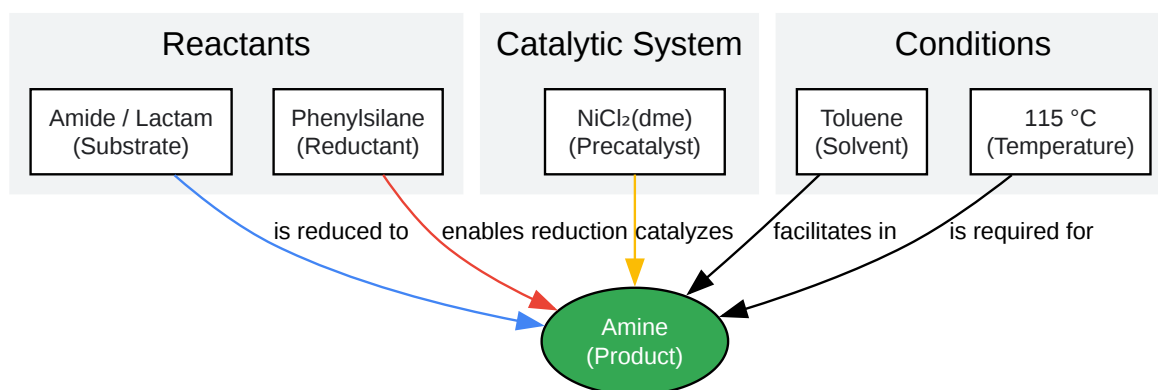 Reactants
Catalytic System
Conditions
Amide / Lactam
(Substrate)
Phenylsilane
(Reductant)
NiCl₂(dme)
(Precatalyst)
Toluene
(Solvent)
115 °C
(Temperature)
is reduced to
enables reduction
catalyzes
facilitates in
is required for
Amine
(Product)